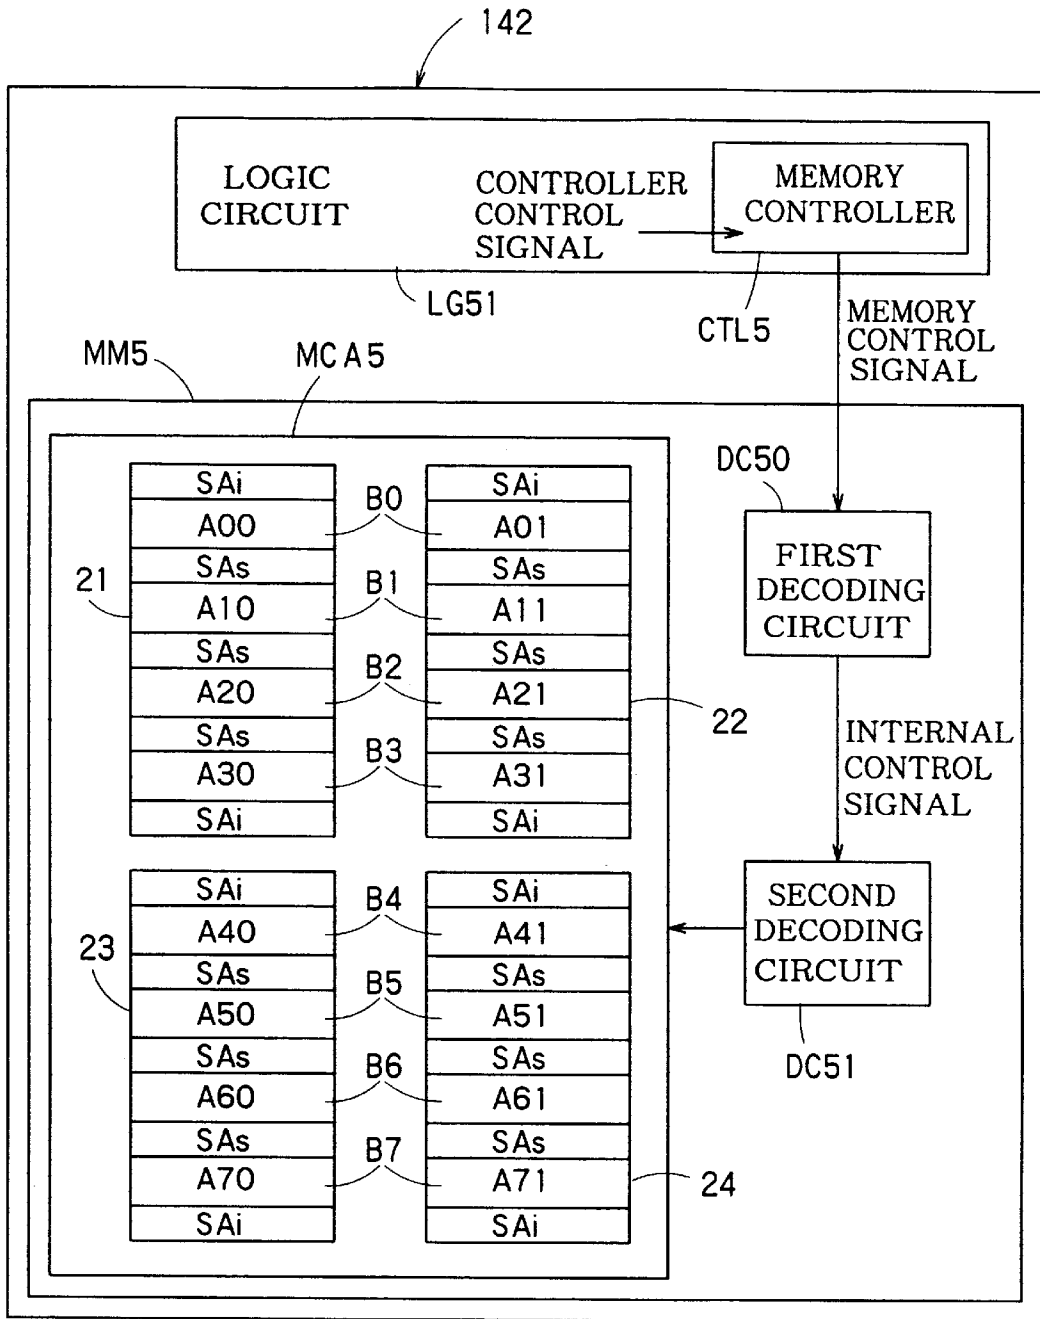 142
LOGIC
CIRCUIT
CONTROLLER
CONTROL
SIGNAL
MEMORY
CONTROLLER
LG51
CTL5
MEMORY
CONTROL
SIGNAL
MM5
MCA5
DC50
FIRST
DECODING
CIRCUIT
INTERNAL
CONTROL
SIGNAL
SECOND
DECODING
CIRCUIT
DC51
21
22
SAi SAi
A00 B0 A01
SAs SAs
A10 B1 A11
SAs SAs
A20 B2 A21
SAs SAs
A30 B3 A31
SAi SAi
23
24
SAi SAi
A40 B4 A41
SAs SAs
A50 B5 A51
SAs SAs
A60 B6 A61
SAs SAs
A70 B7 A71
SAi SAi